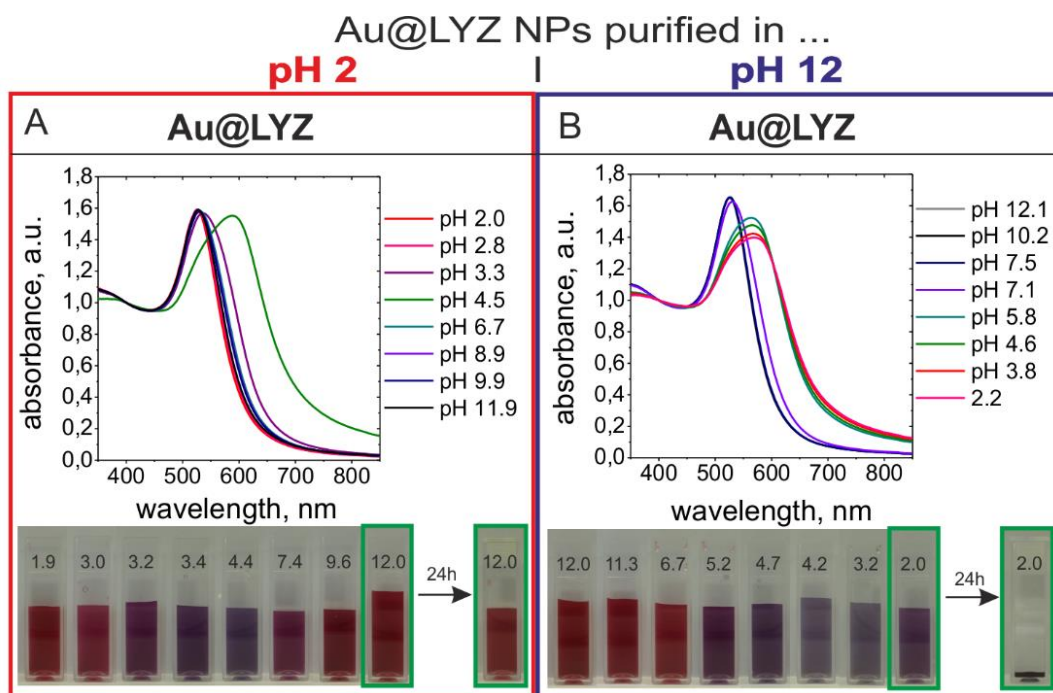 Au@LYZ NPs purified in ...
pH 2 | pH 12
A
Au@LYZ
absorbance, a.u.
1,8
1,6
1,4
1,2
1,0
0,8
0,6
0,4
0,2
0,0
400 500 600 700 800
wavelength, nm
pH 2.0
pH 2.8
pH 3.3
pH 4.5
pH 6.7
pH 8.9
pH 9.9
pH 11.9
1.9 3.0 3.2 3.4 4.4 7.4 9.6 12.0
24h
12.0
B
Au@LYZ
absorbance, a.u.
1,8
1,6
1,4
1,2
1,0
0,8
0,6
0,4
0,2
0,0
400 500 600 700 800
wavelength, nm
pH 12.1
pH 10.2
pH 7.5
pH 7.1
pH 5.8
pH 4.6
pH 3.8
2.2
12.0 11.3 6.7 5.2 4.7 4.2 3.2 2.0
24h
2.0